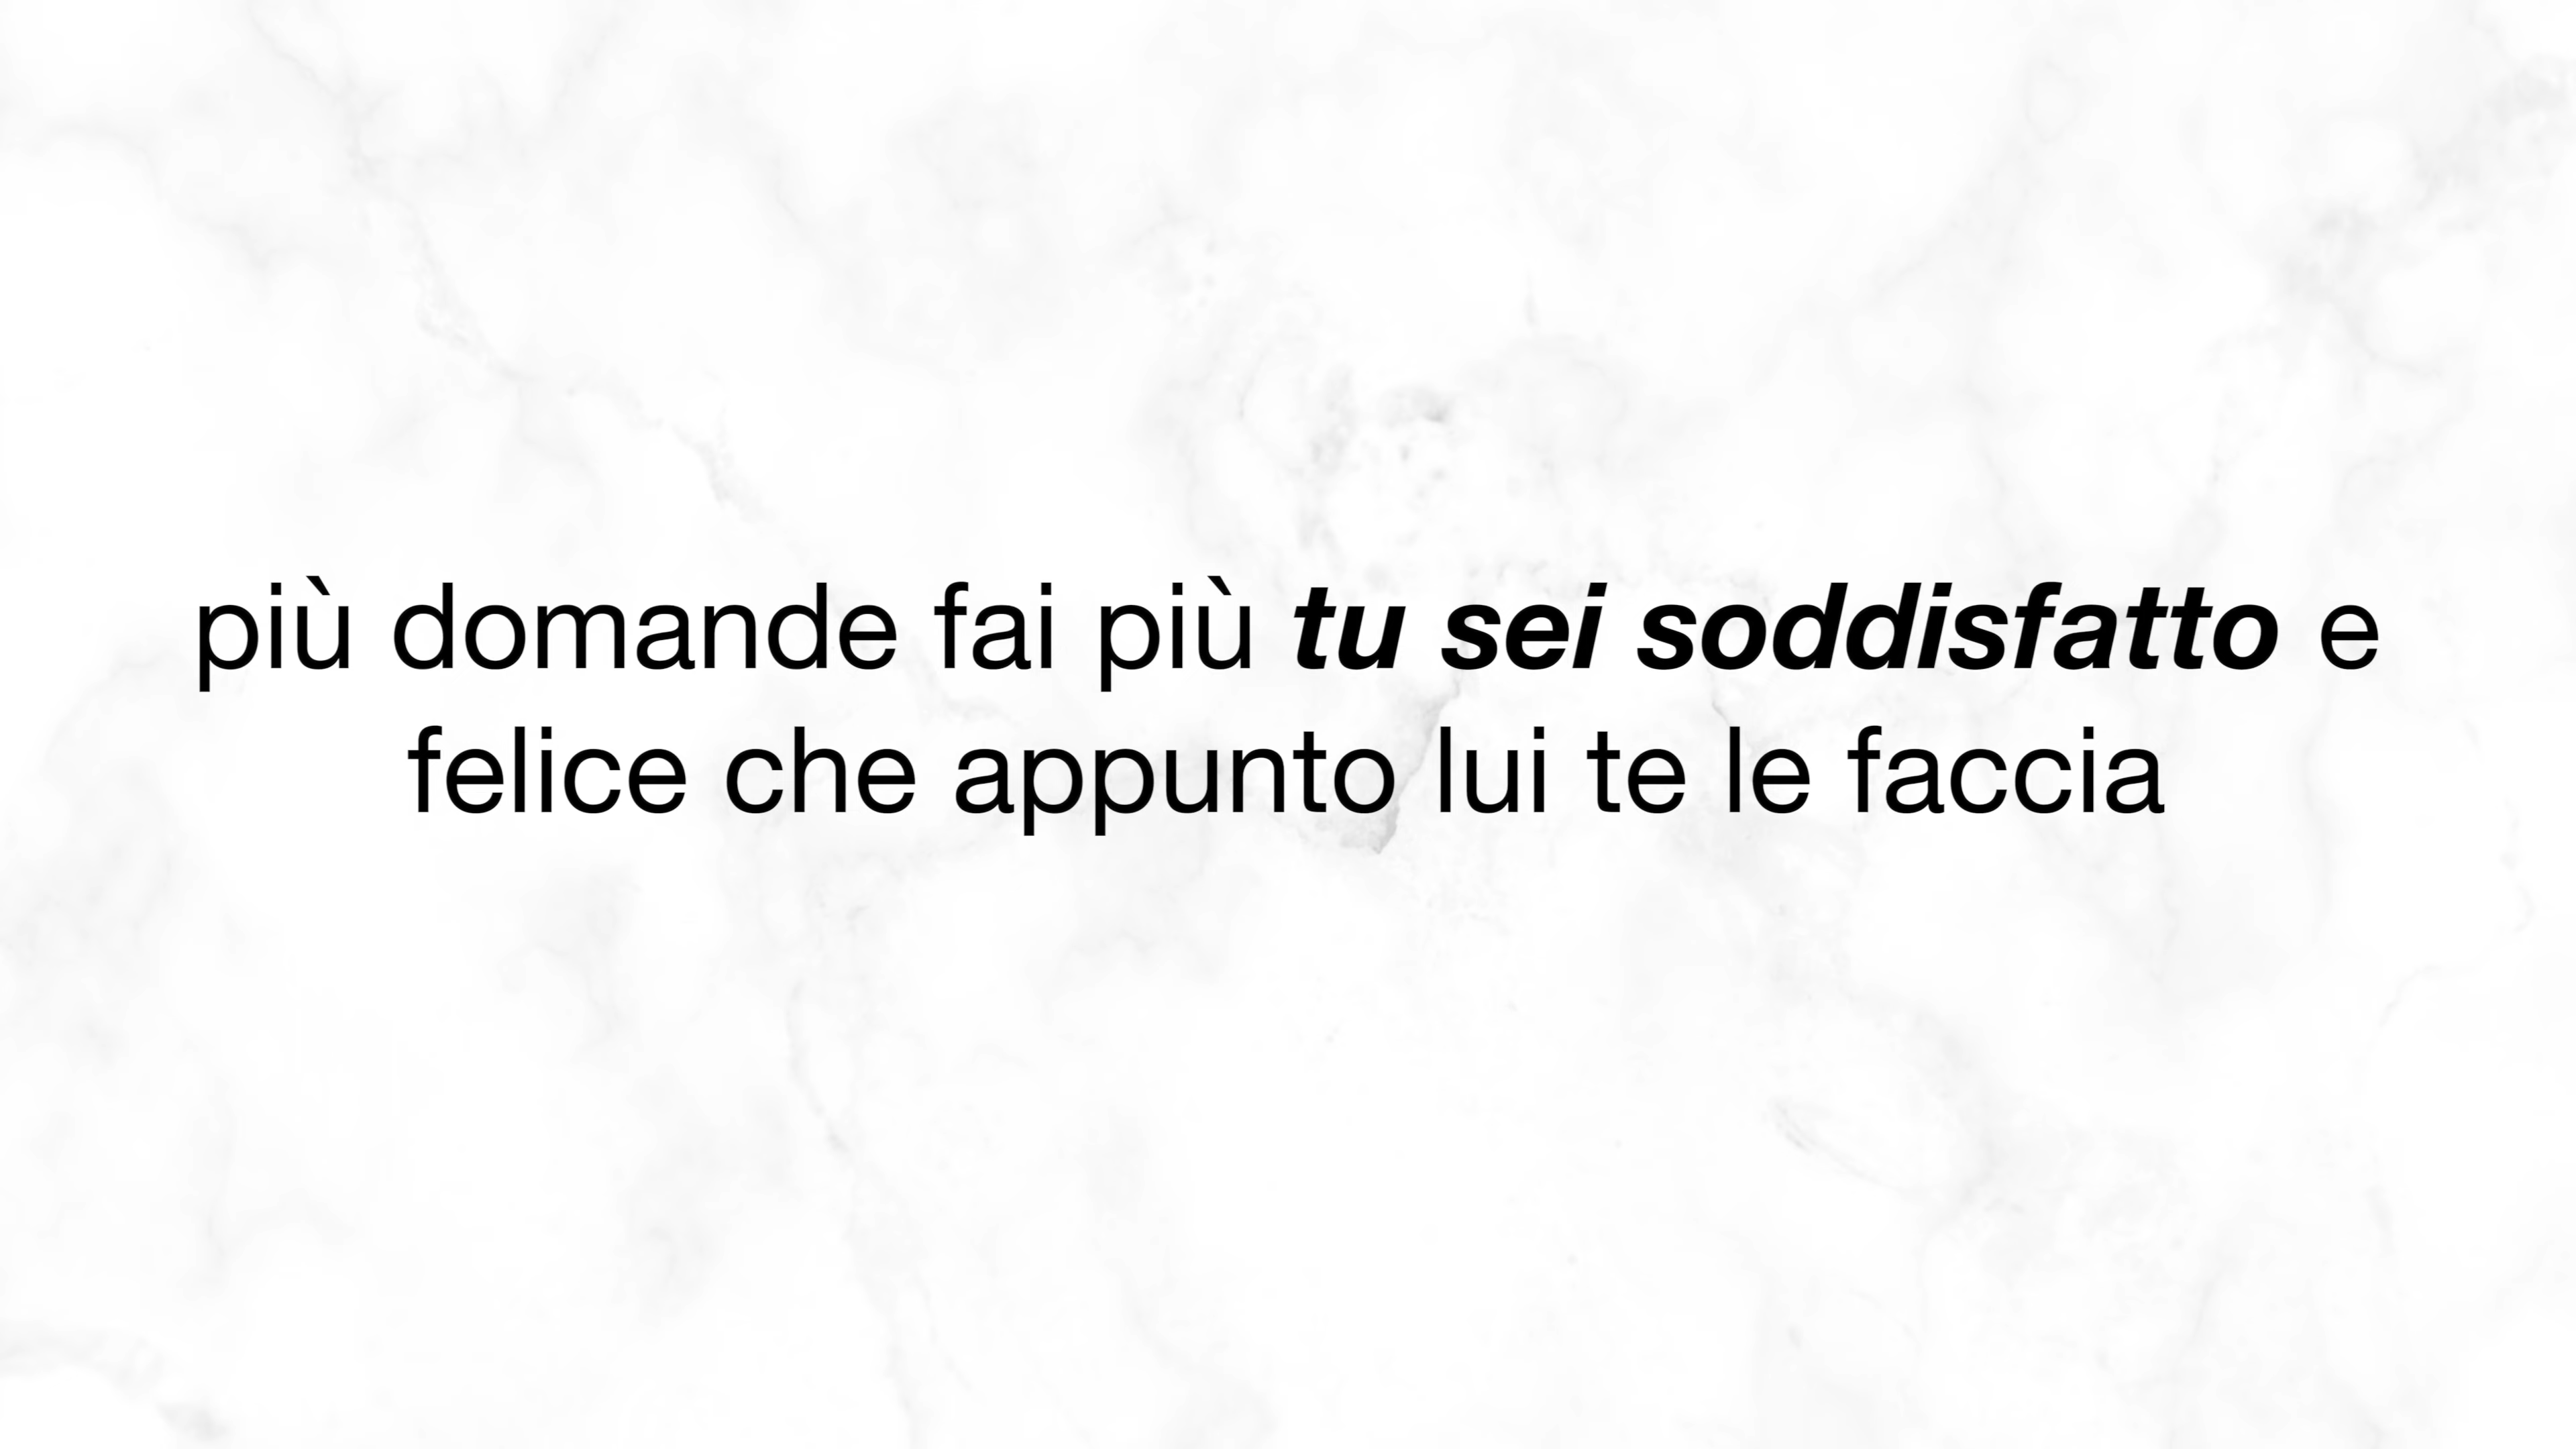 più domande fai più tu sei soddisfatto e
felice che appunto lui te le faccia